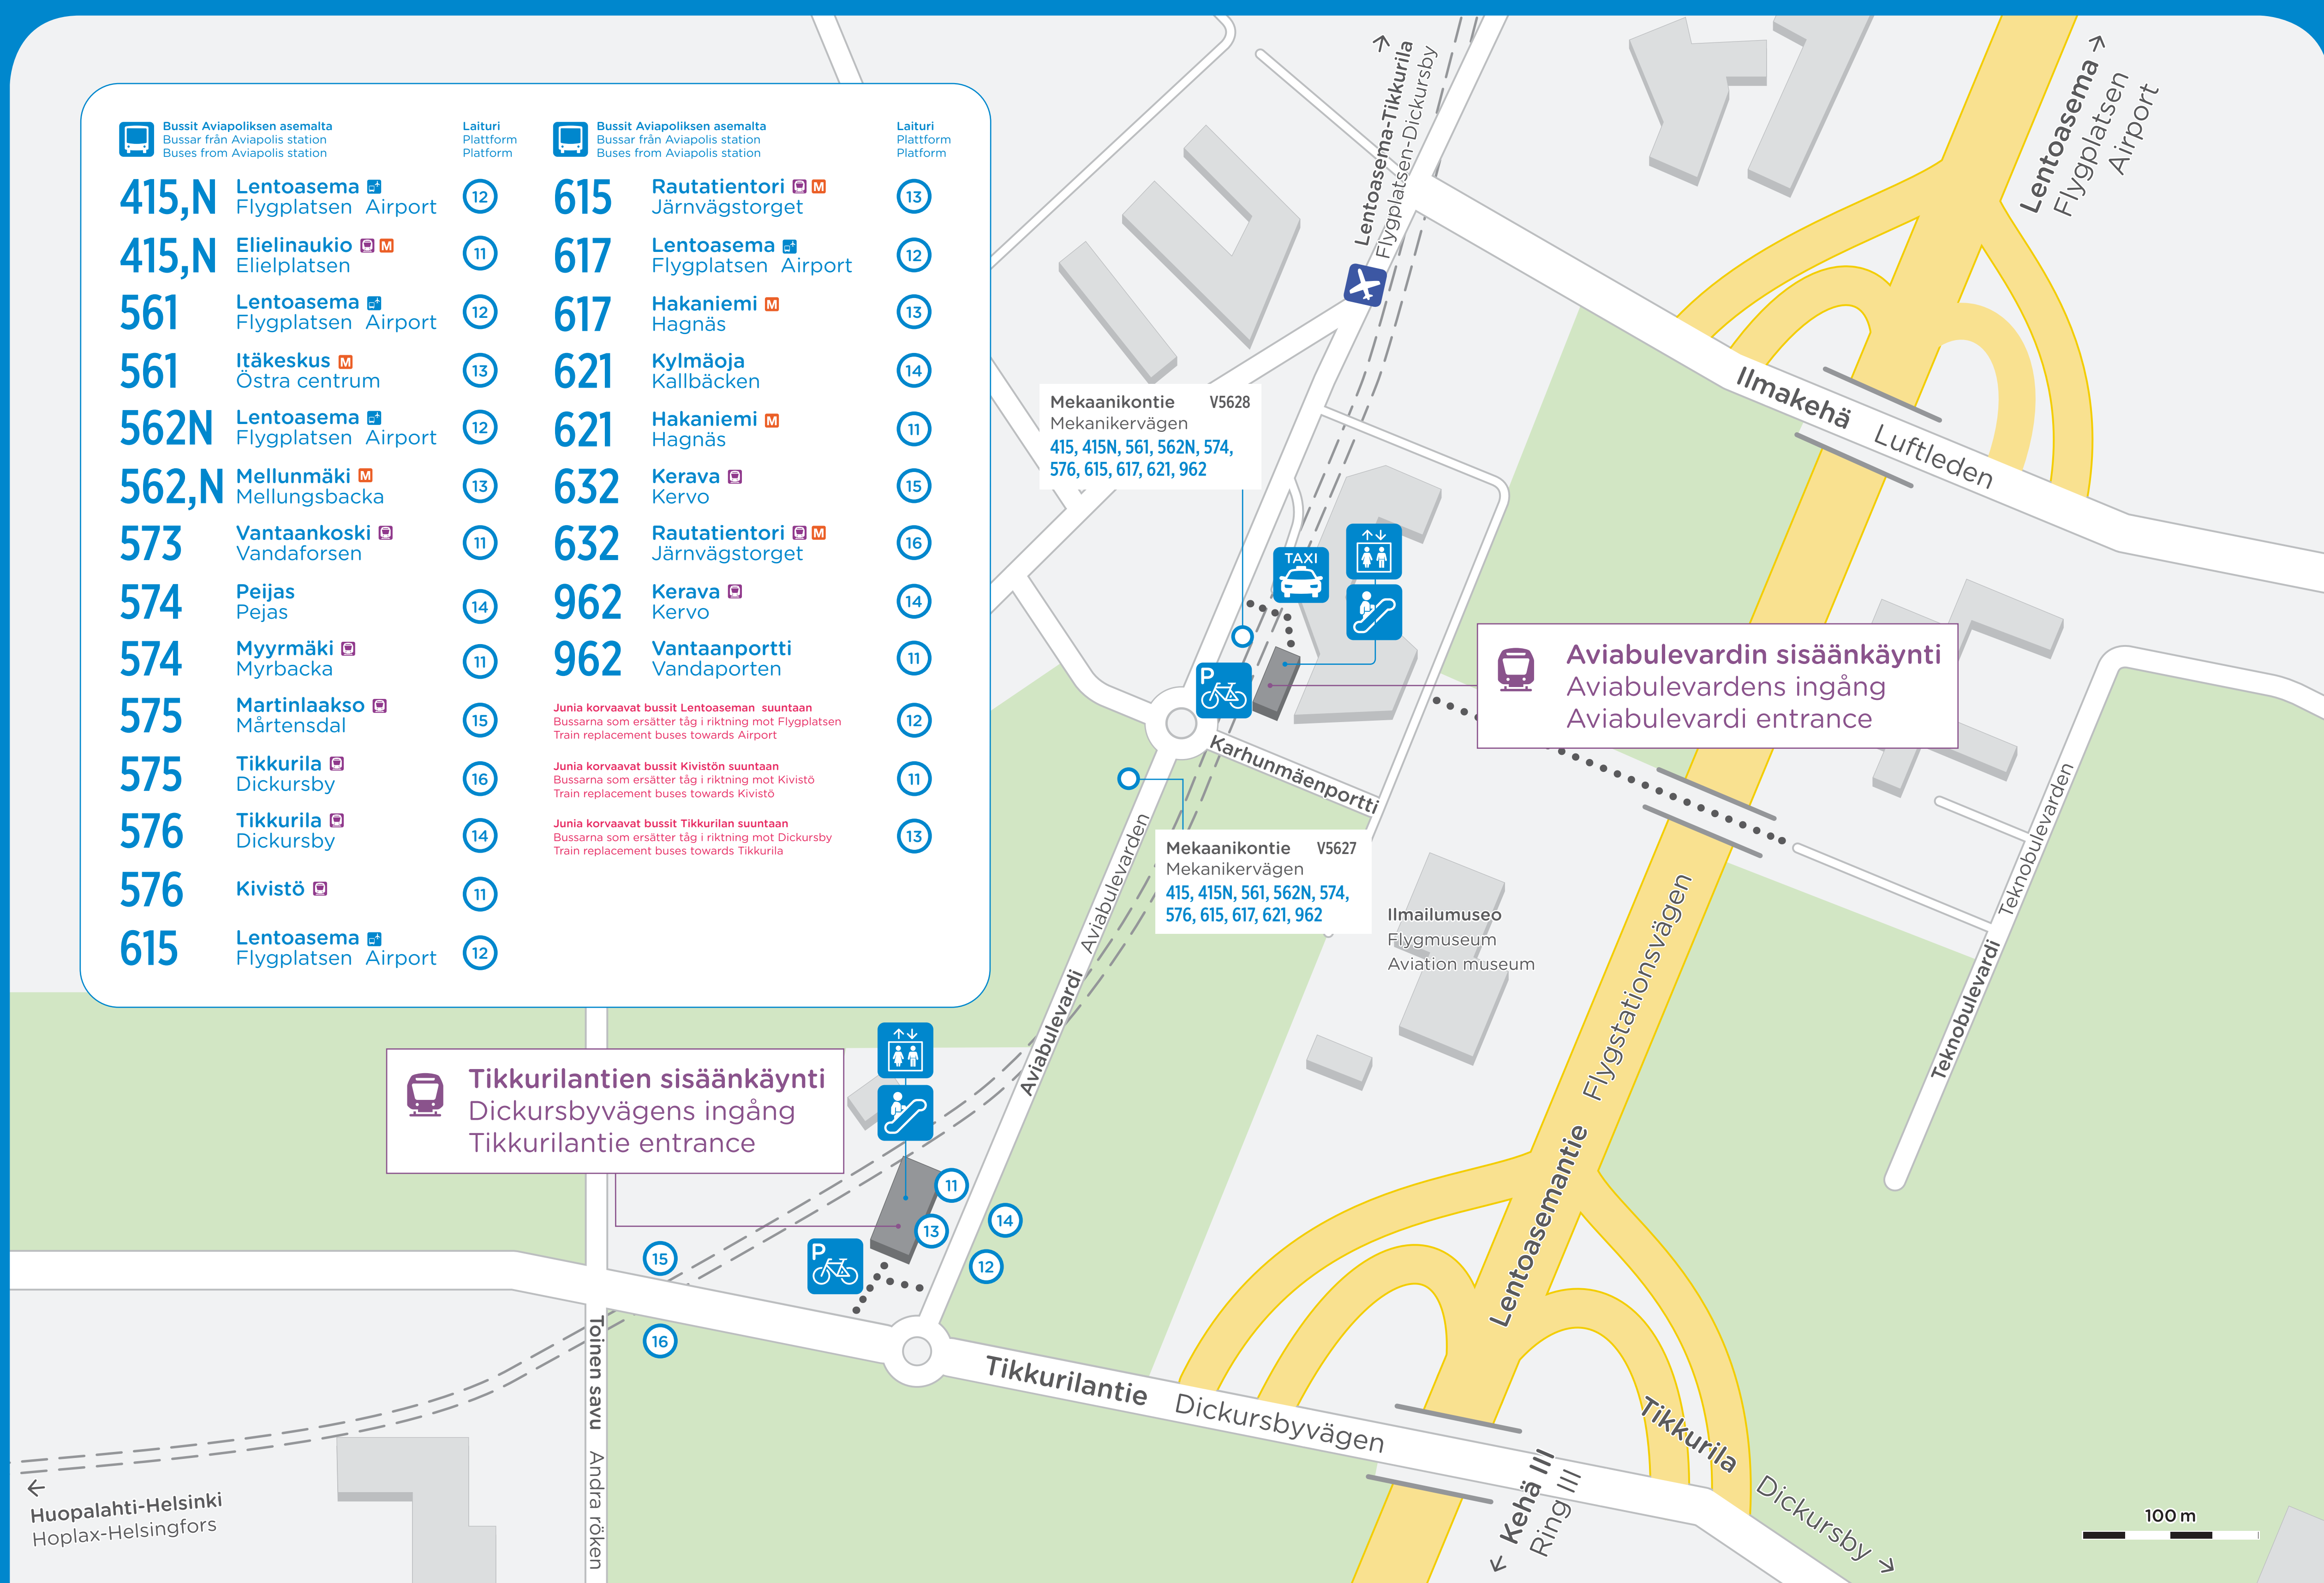 Bussit Aviapoliksen asemalta
Bussar från Aviapolis station
Buses from Aviapolis station
Laituri
Plattform
Platform
415,N Lentoasema 12
Flygplatsen Airport
415,N Elielinaukio M 11
Elielplatsen
561 Lentoasema 12
Flygplatsen Airport
561 Itäkeskus M 13
Östra centrum
562N Lentoasema 12
Flygplatsen Airport
562,N Mellunmäki M 13
Mellungsbacka
573 Vantaankoski 11
Vandaforsen
574 Peijas 14
Pejas
574 Myyrmäki 11
Myrbacka
575 Martinlaakso 15
Mårtensdal
575 Tikkurila 16
Dickursby
576 Tikkurila 14
Dickursby
576 Kivistö 11
615 Lentoasema 12
Flygplatsen Airport
Bussit Aviapoliksen asemalta
Bussar från Aviapolis station
Buses from Aviapolis station
Laituri
Plattform
Platform
615 Rautatientori M 13
Järnvägstorget
617 Lentoasema 12
Flygplatsen Airport
617 Hakaniemi M 13
Hagnäs
621 Kylmäoja 14
Kallbäcken
621 Hakaniemi M 11
Hagnäs
632 Kerava 15
Kervo
632 Rautatientori M 16
Järnvägstorget
962 Kerava 14
Kervo
962 Vantaanportti 11
Vandaporten
Junia korvaavat bussit Lentoaseman suuntaan
Bussarna som ersätter tåg i riktning mot Flygplatsen 12
Train replacement buses towards Airport
Junia korvaavat bussit Kivistön suuntaan
Bussarna som ersätter tåg i riktning mot Kivistö 11
Train replacement buses towards Kivistö
Junia korvaavat bussit Tikkurilan suuntaan
Bussarna som ersätter tåg i riktning mot Dickursby 13
Train replacement buses towards Tikkurila
Lentoasema-Tikkurila
Flygplatsen-Dickursby
Lentoasema
Flygplatsen
Airport
Ilmakehä Luftleden
Mekaanikontie V5628
Mekanikervägen
415, 415N, 561, 562N, 574,
576, 615, 617, 621, 962
TAXI
P
Aviabulevardin sisäänkäynti
Aviabulevardens ingång
Aviabulevardi entrance
Karhunmäenportti
Mekaanikontie V5627
Mekanikervägen
415, 415N, 561, 562N, 574,
576, 615, 617, 621, 962
Ilmailumuseo
Flygmuseum
Aviation museum
Aviabulevardi Aviabulevarden
Teknobulevardi Teknobulevarden
Lentoasemantie Flygstationsvägen
Tikkurilantien sisäänkäynti
Dickursbyvägens ingång
Tikkurilantie entrance
11
13
14
12
15
16
P
Toinen savu Andra röken
Tikkurilantie Dickursbyvägen
Kehä III
Ring III
Tikkurila Dickursby
Huopalahti-Helsinki
Hoplax-Helsingfors
100 m